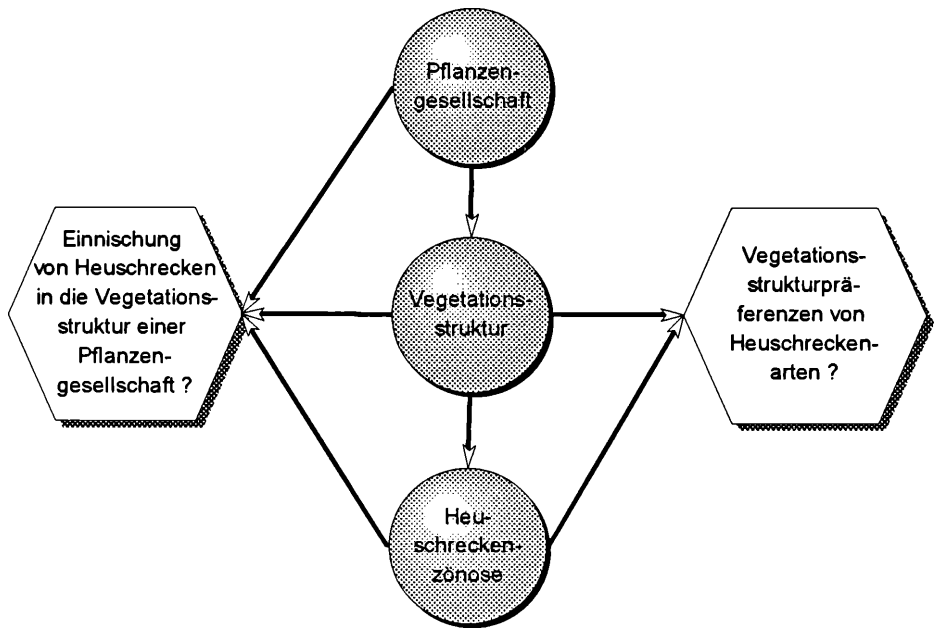 Pflanzen-
gesellschaft
Einnischung
von Heuschrecken
in die Vegetations-
struktur einer
Pflanzen-
gesellschaft ?
Vegetations-
struktur
Vegetations-
strukturprä-
ferenzen von
Heuschrecken-
arten ?
Heu-
schrecken-
zönose